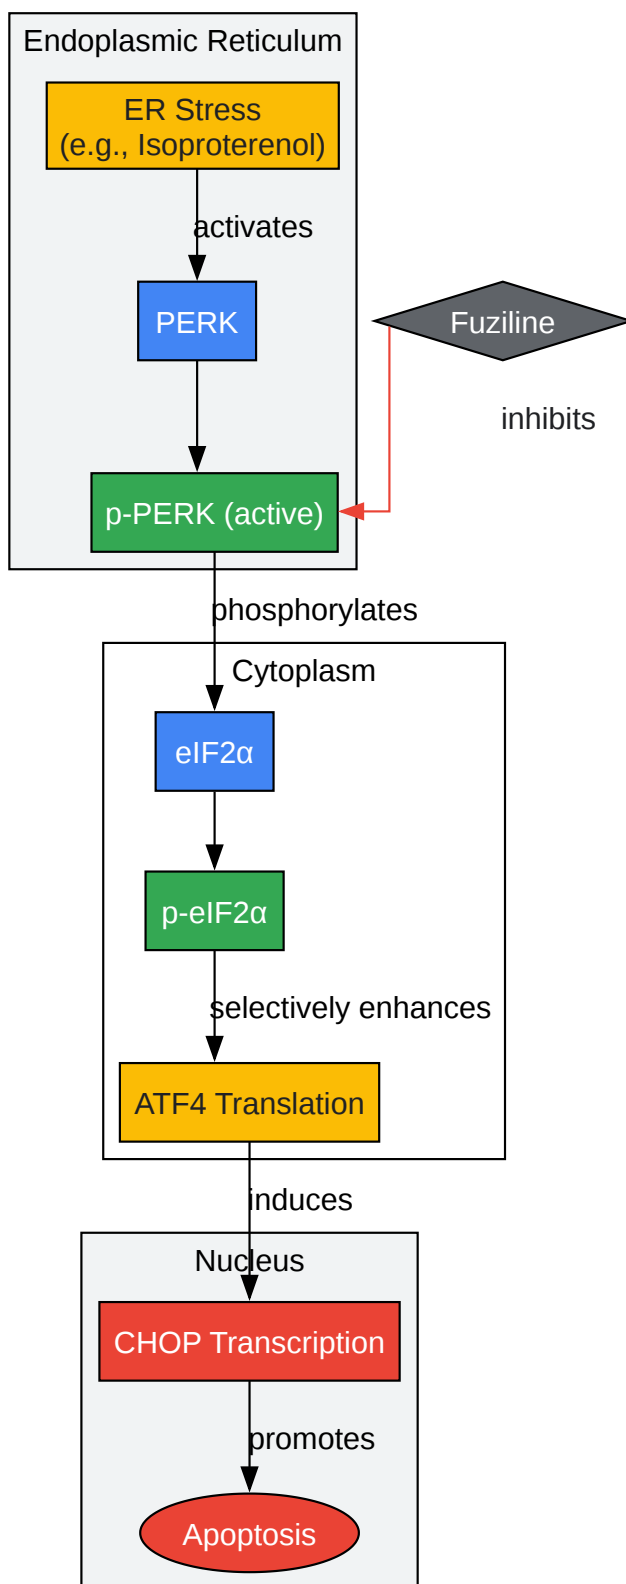 Endoplasmic Reticulum
ER Stress
(e.g., Isoproterenol)
activates
PERK
Fuziline
inhibits
p-PERK (active)
phosphorylates
Cytoplasm
eIF2α
p-eIF2α
selectively enhances
ATF4 Translation
induces
Nucleus
CHOP Transcription
promotes
Apoptosis